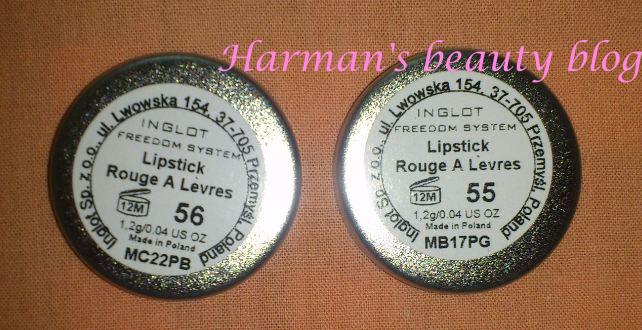 Harman's beauty blog
Inglot Sp. z o.o., ul. Lwowska 154, 37-705 Przemyśl, Poland
INGLOT
FREEDOM SYSTEM
Lipstick
Rouge A Levres
12M
56
1,2g/0.04 US OZ
Made in Poland
MC22PB
Inglot Sp. z o.o., ul. Lwowska 154, 37-705 Przemyśl, Poland
INGLOT
FREEDOM SYSTEM
Lipstick
Rouge A Levres
12M
55
1,2g/0.04 US OZ
Made in Poland
MB17PG